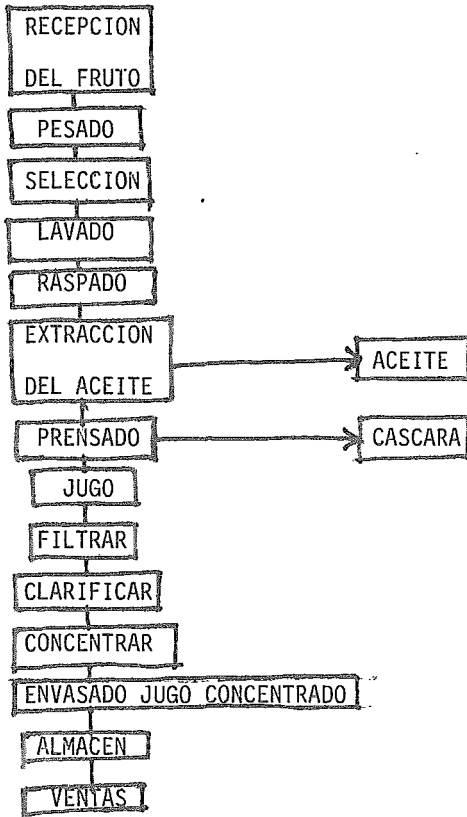 RECEPCION
DEL FRUTO
PESADO
SELECCION
LAVADO
RASPADO
EXTRACCION
DEL ACEITE
ACEITE
PRENSADO
CASCARA
JUGO
FILTRAR
CLARIFICAR
CONCENTRAR
ENVASADO JUGO CONCENTRADO
ALMACEN
VENTAS